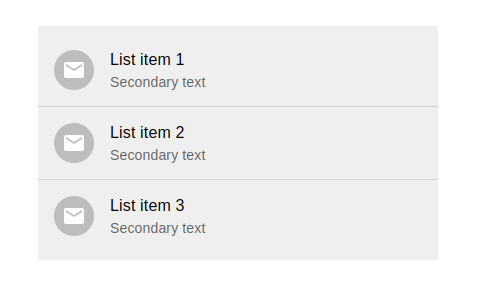 List item 1
Secondary text
List item 2
Secondary text
List item 3
Secondary text